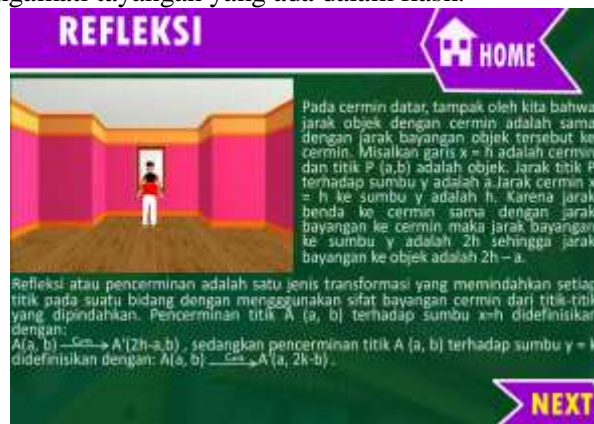 REFLEKSI
HOME
Pada cermin datar, tampak oleh kita bahwa
jarak objek dengan cermin adalah sama
dengan jarak bayangan objek tersebut ke
cermin. Misalkan garis x = h adalah cermin
dan titik P (a,b) adalah objek. Jarak titik P
terhadap sumbu y adalah a.Jarak cermin x
= h ke sumbu y adalah h. Karena jarak
benda ke cermin sama dengan jarak
bayangan ke cermin maka jarak bayangan
ke sumbu y adalah 2h sehingga jarak
bayangan ke objek adalah 2h – a.
Refleksi atau pencerminan adalah satu jenis transformasi yang memindahkan setiap
titik pada suatu bidang dengan mengggunakan sifat bayangan cermin dari titik-titik
yang dipindahkan. Pencerminan titik A (a, b) terhadap sumbu x=h didefinisikan
dengan:
A(a, b) → A'(2h-a,b) , sedangkan pencerminan titik A (a, b) terhadap sumbu y = k
didefinisikan dengan: A(a, b) → A'(a, 2k-b) .
NEXT